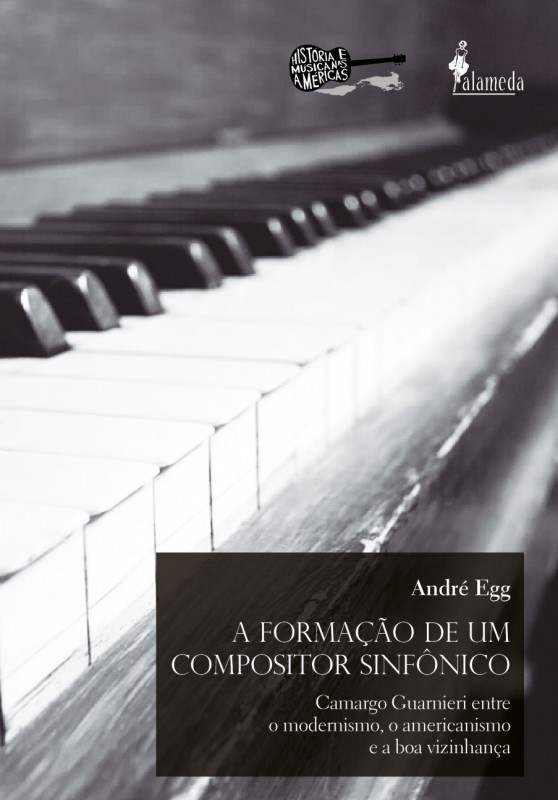 HISTÓRIA E
MÚSICA NAS
AMÉRICAS
alameda
André Egg
A FORMAÇÃO DE UM
COMPOSITOR SINFÔNICO
Camargo Guarnieri entre
o modernismo, o americanismo
e a boa vizinhança